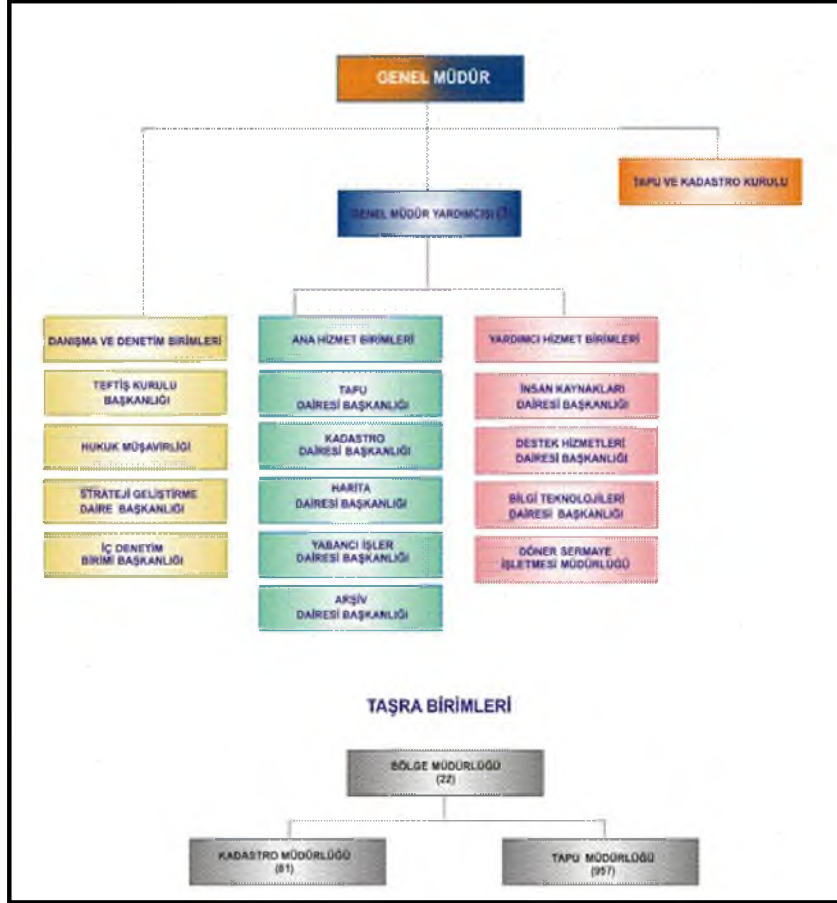 GENEL MÜDÜR
TAPU VE KADASTRO KURULU
GENEL MÜDÜR YARDIMCISI
DANIŞMA VE DENETİM BİRİMLERİ
TEFTİŞ KURULU
BAŞKANLIĞI
HUKUK MÜŞAVİRLİĞİ
STRATEJİ GELİŞTİRME
DAİRE BAŞKANLIĞI
İÇ DENETİM
BİRİMİ BAŞKANLIĞI
ANA HİZMET BİRİMLERİ
TAPU
DAİRESİ BAŞKANLIĞI
KADASTRO
DAİRESİ BAŞKANLIĞI
HARİTA
DAİRESİ BAŞKANLIĞI
YABANCI İŞLER
DAİRESİ BAŞKANLIĞI
ARŞİV
DAİRESİ BAŞKANLIĞI
YARDIMCI HİZMET BİRİMLERİ
İNSAN KAYNAKLARI
DAİRESİ BAŞKANLIĞI
DESTEK HİZMETLERİ
DAİRESİ BAŞKANLIĞI
BİLGİ TEKNOLOJİLERİ
DAİRESİ BAŞKANLIĞI
DÖNER SERMAYE
İŞLETMESİ MÜDÜRLÜĞÜ
TAŞRA BİRİMLERİ
BÖLGE MÜDÜRLÜĞÜ
(22)
KADASTRO MÜDÜRLÜĞÜ
(81)
TAPU MÜDÜRLÜĞÜ
(957)